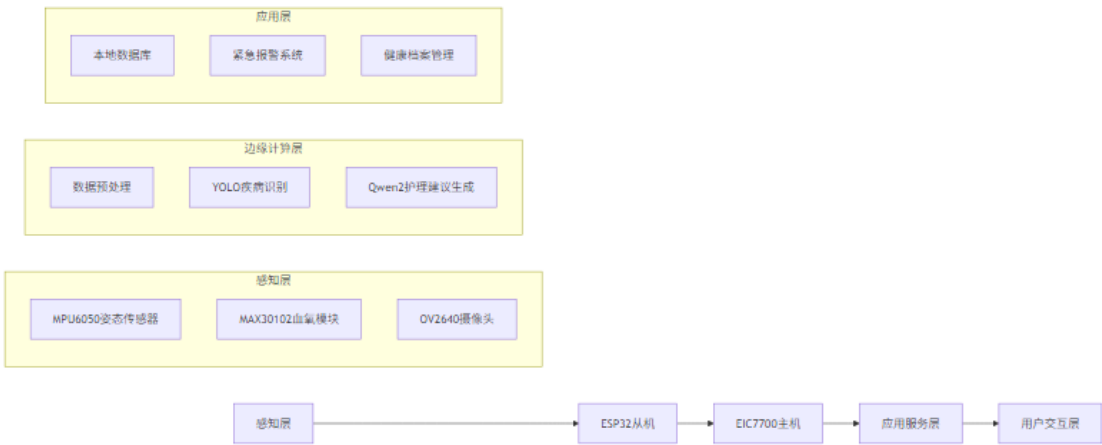 应用层
本地数据库
紧急报警系统
健康档案管理
边缘计算层
数据预处理
YOLO疾病识别
Qwen2护理建议生成
感知层
MPU6050姿态传感器
MAX30102血氧模块
OV2640摄像头
感知层
ESP32从机
EIC7700主机
应用服务层
用户交互层